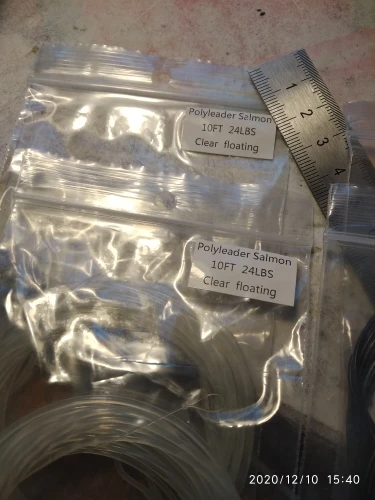 Polyleader Salmon
10FT 24LBS
Clear floating
1
2
3
4
Polyleader Salmon
10FT 24LBS
Clear floating
2020/12/10 15:40